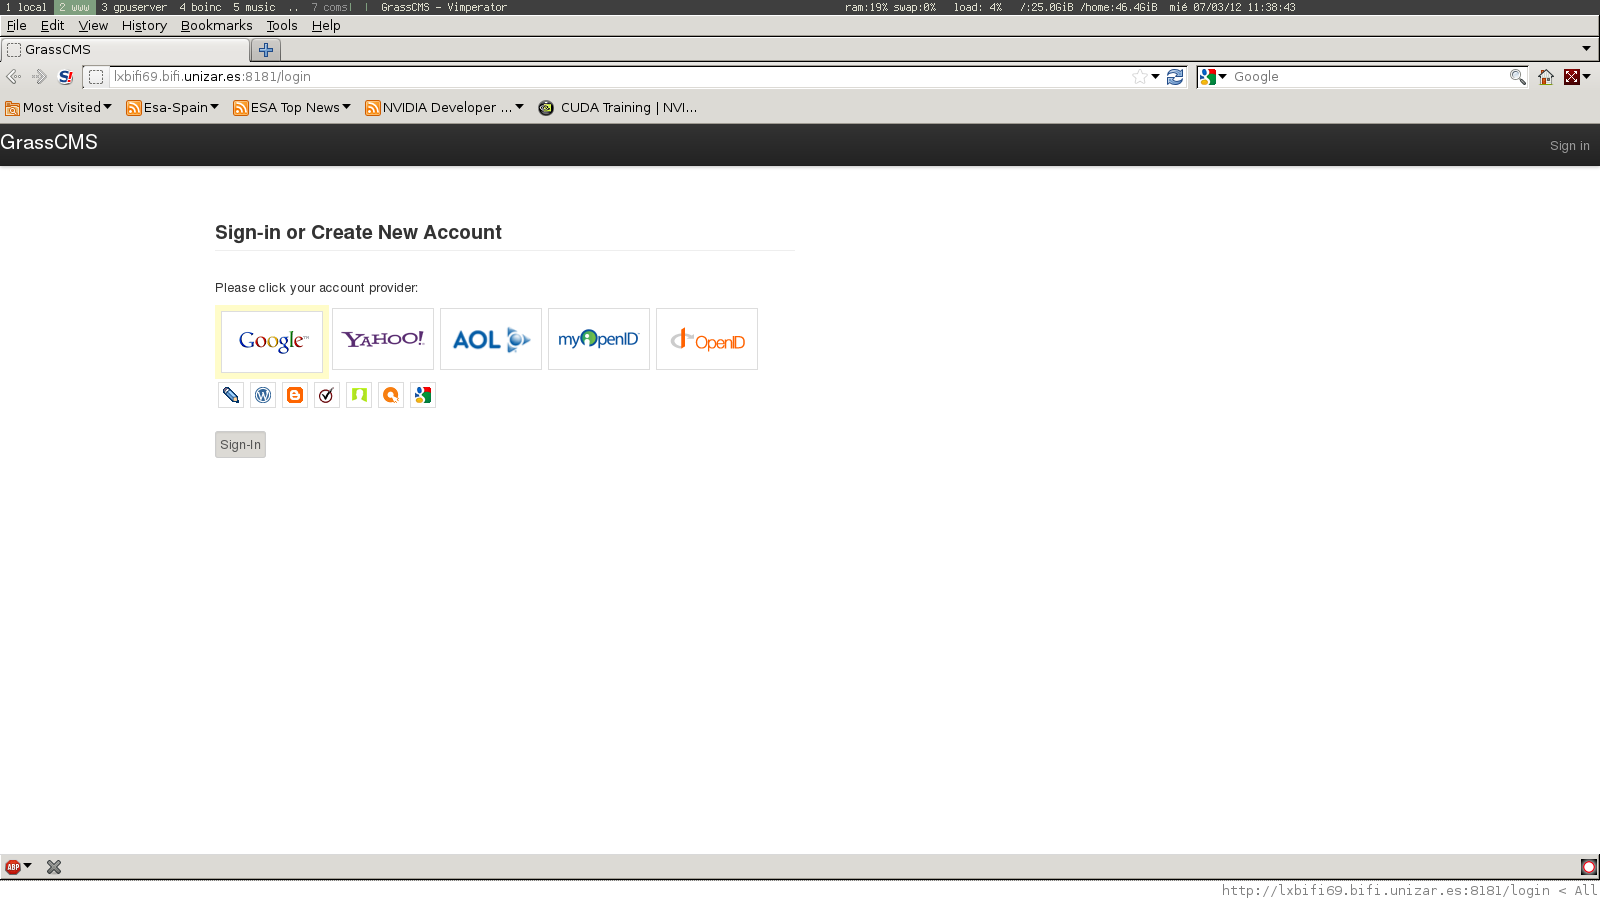 1 local 2 www 3 gpuserver 4 boinc 5 music .. 7 coms| | GrassCMS - Vimperator ram:19% swap:0% load: 4% /:25.0GiB /home:46.4GiB mié 07/03/12 11:38:43
File Edit View History Bookmarks Tools Help
GrassCMS
lxbifi69.bifi.unizar.es:8181/login Google
Most Visited Esa-Spain ESA Top News NVIDIA Developer ... CUDA Training | NVI...
GrassCMS Sign in
Sign-in or Create New Account
Please click your account provider:
Google™ YAHOO! AOL myOpenID OpenID
Sign-In
ABP
http://lxbifi69.bifi.unizar.es:8181/login < All